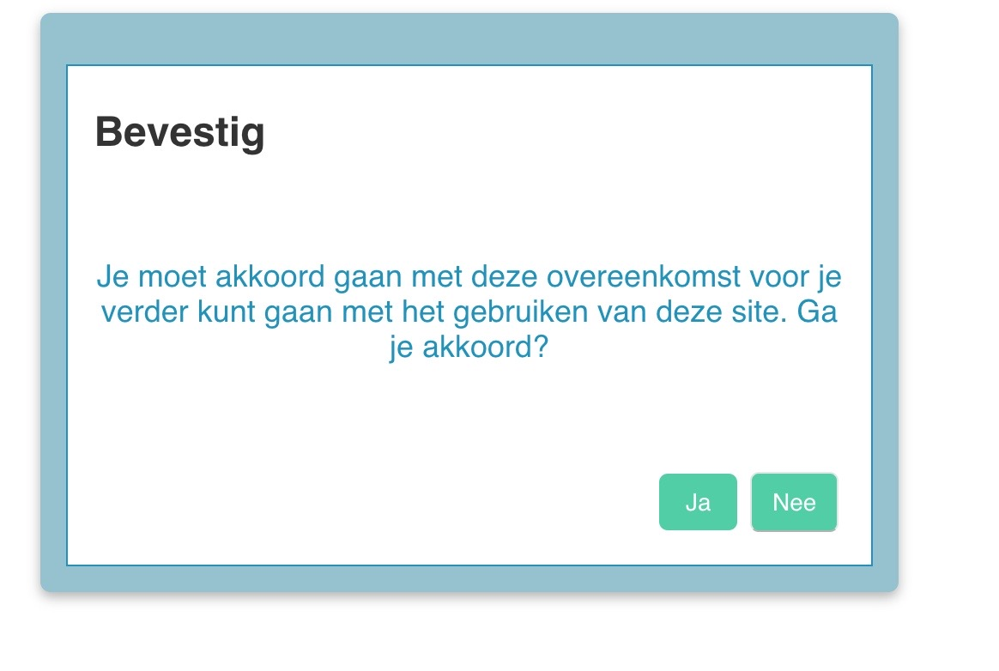 Bevestig
Je moet akkoord gaan met deze overeenkomst voor je
verder kunt gaan met het gebruiken van deze site. Ga
je akkoord?
Ja
Nee